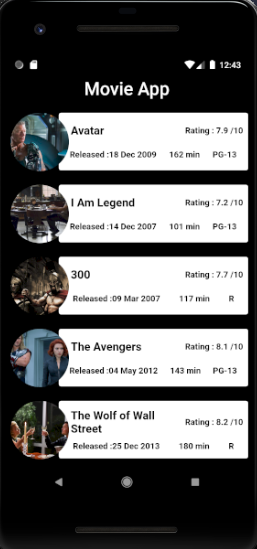 12:43
Movie App
Avatar
Rating : 7.9 /10
Released :18 Dec 2009 162 min PG-13
I Am Legend
Rating : 7.2 /10
Released :14 Dec 2007 101 min PG-13
300
Rating : 7.7 /10
Released :09 Mar 2007 117 min R
The Avengers
Rating : 8.1 /10
Released :04 May 2012 143 min PG-13
The Wolf of Wall
Street
Rating : 8.2 /10
Released :25 Dec 2013 180 min R